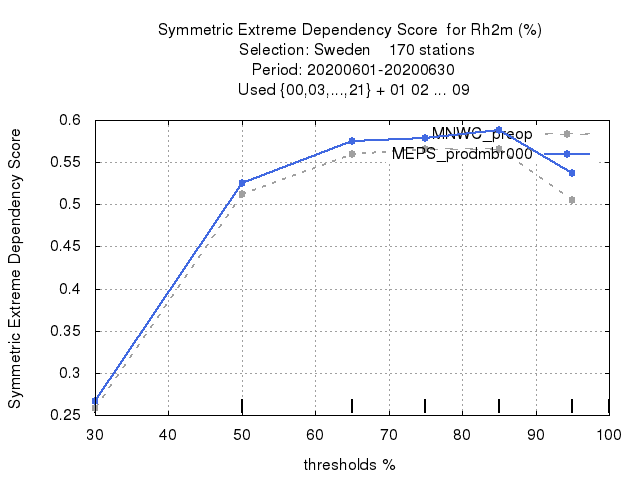 Symmetric Extreme Dependency Score  for Rh2m (%)
Selection: Sweden    170 stations
Period: 20200601-20200630
Used {00,03,...,21} + 01 02 ... 09
Symmetric Extreme Dependency Score
0.6
0.55
0.5
0.45
0.4
0.35
0.3
0.25
MNWC_preop
MEPS_prodmbr000
30 40 50 60 70 80 90 100
thresholds %